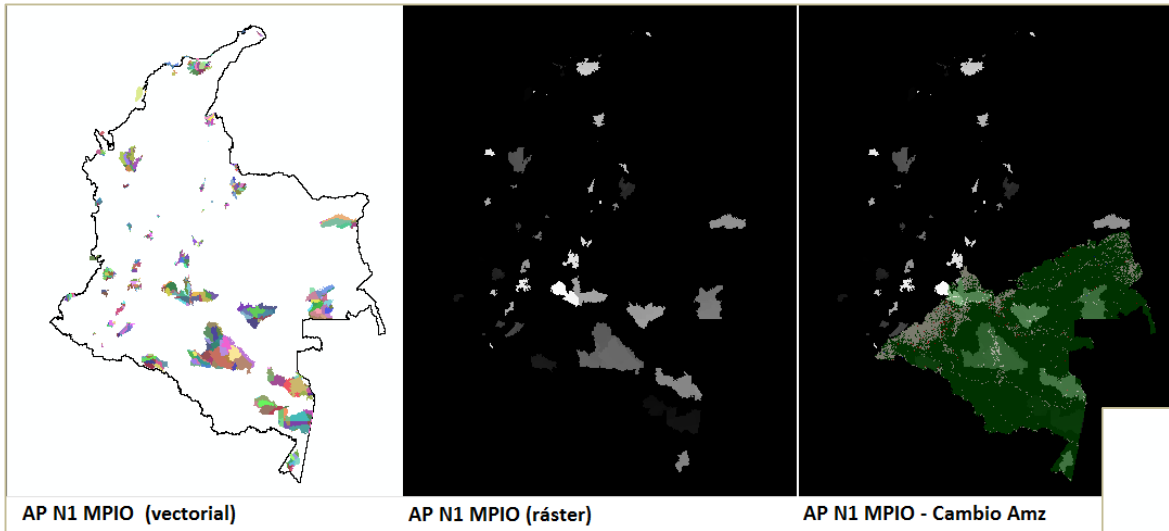 AP N1 MPIO (vectorial)
AP N1 MPIO (ráster)
AP N1 MPIO - Cambio Amz